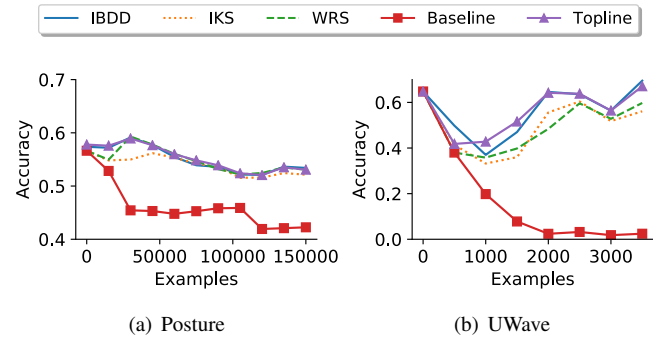 IBDD IKS WRS Baseline Topline
0.7
0.6
0.5
0.4
Accuracy
0 50000 100000 150000
Examples
(a) Posture
0.6
0.4
0.2
0.0
Accuracy
0 1000 2000 3000
Examples
(b) UWave